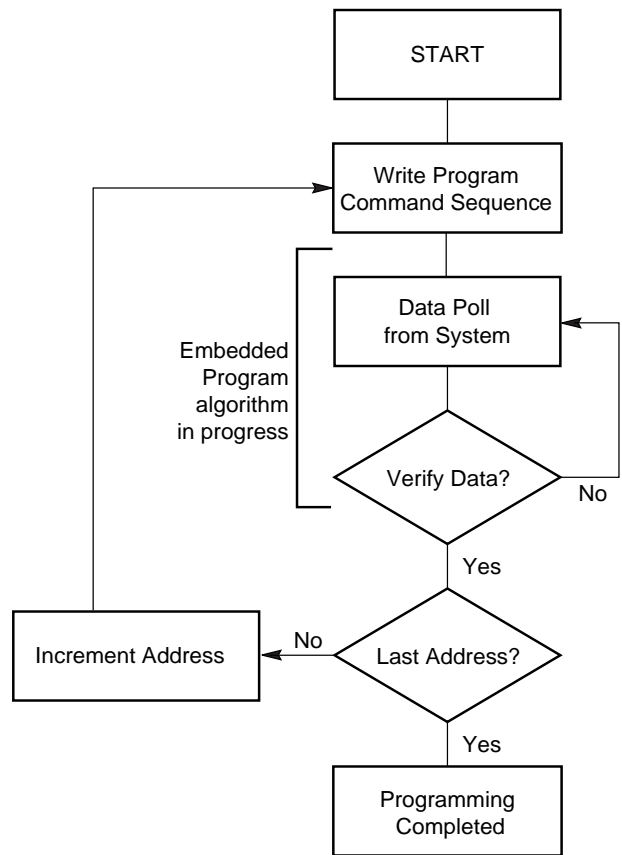 START
Write Program
Command Sequence
Data Poll
from System
Embedded
Program
algorithm
in progress
Verify Data?
No
Yes
No
Increment Address
Last Address?
Yes
Programming
Completed